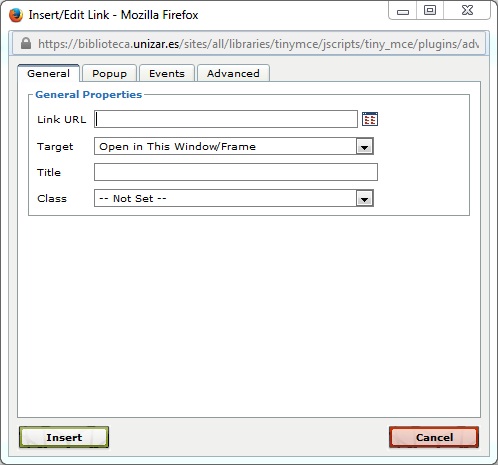 Insert/Edit Link - Mozilla Firefox
https://biblioteca.unizar.es/sites/all/libraries/tinymce/jscripts/tiny_mce/plugins/adv
General Popup Events Advanced
General Properties
Link URL
Target Open in This Window/Frame
Title
Class -- Not Set --
Insert Cancel